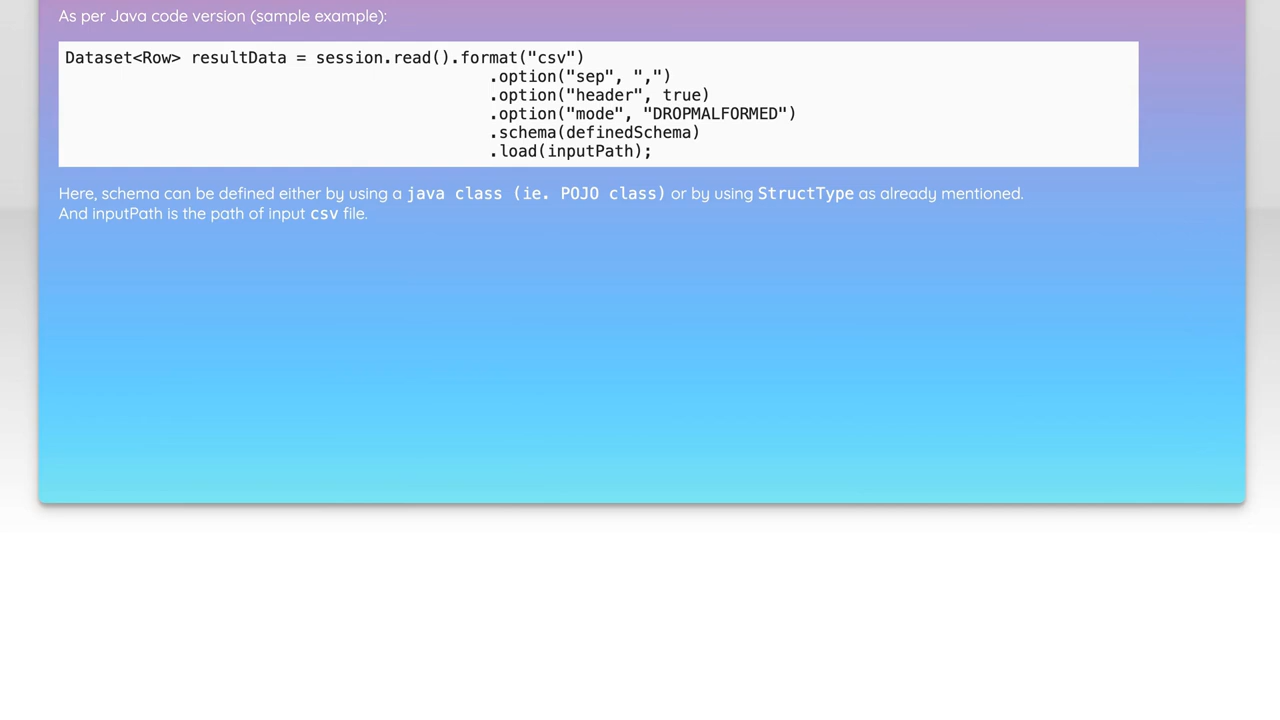 As per Java code version (sample example):
Dataset<Row> resultData = session.read().format("csv")
.option("sep", ",")
.option("header", true)
.option("mode", "DROPMALFORMED")
.schema(definedSchema)
.load(inputPath);
Here, schema can be defined either by using a java class (ie. POJO class) or by using StructType as already mentioned.
And inputPath is the path of input csv file.